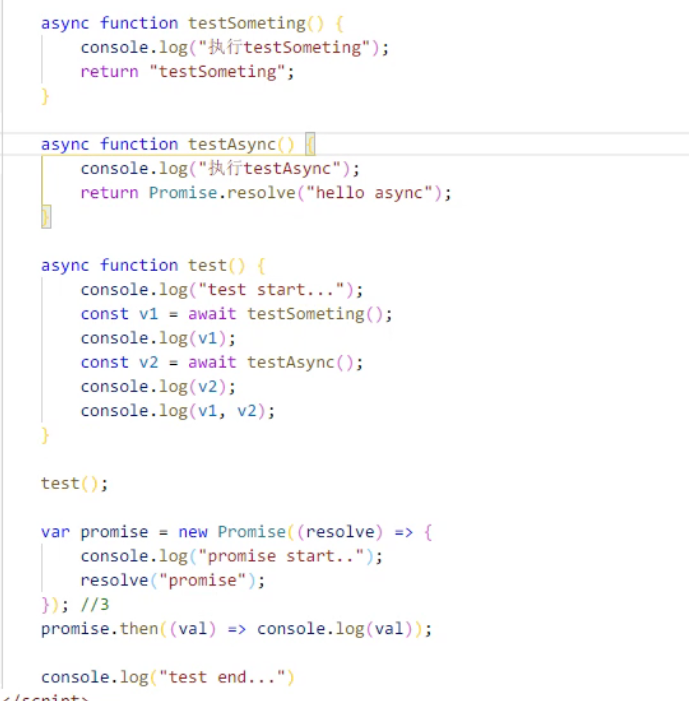 async function testSometing() {
console.log("执行testSometing");
return "testSometing";
}
async function testAsync() {
console.log("执行testAsync");
return Promise.resolve("hello async");
}
async function test() {
console.log("test start...");
const v1 = await testSometing();
console.log(v1);
const v2 = await testAsync();
console.log(v2);
console.log(v1, v2);
}
test();
var promise = new Promise((resolve) => {
console.log("promise start..");
resolve("promise");
}); //3
promise.then((val) => console.log(val));
console.log("test end...")
</script>